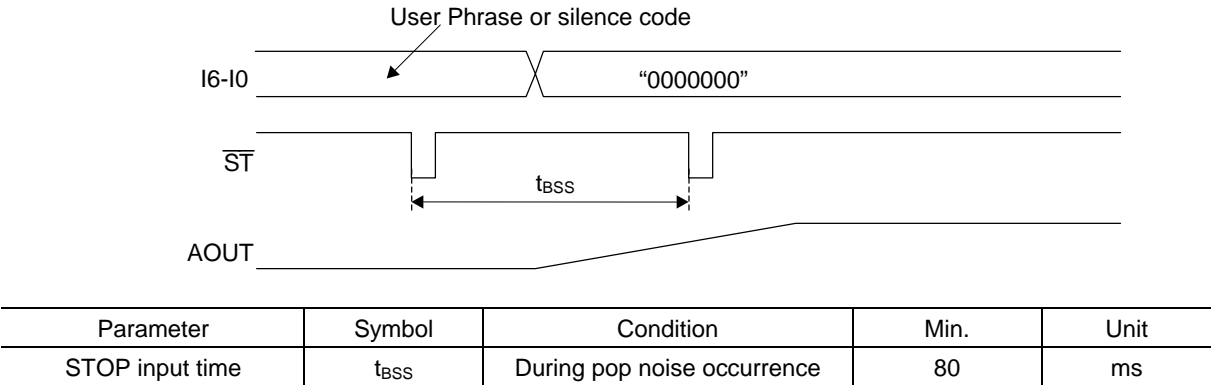 User Phrase or silence code
I6-I0
“0000000”
ST
tBSS
AOUT
Parameter Symbol Condition Min. Unit
STOP input time tBSS During pop noise occurrence 80 ms